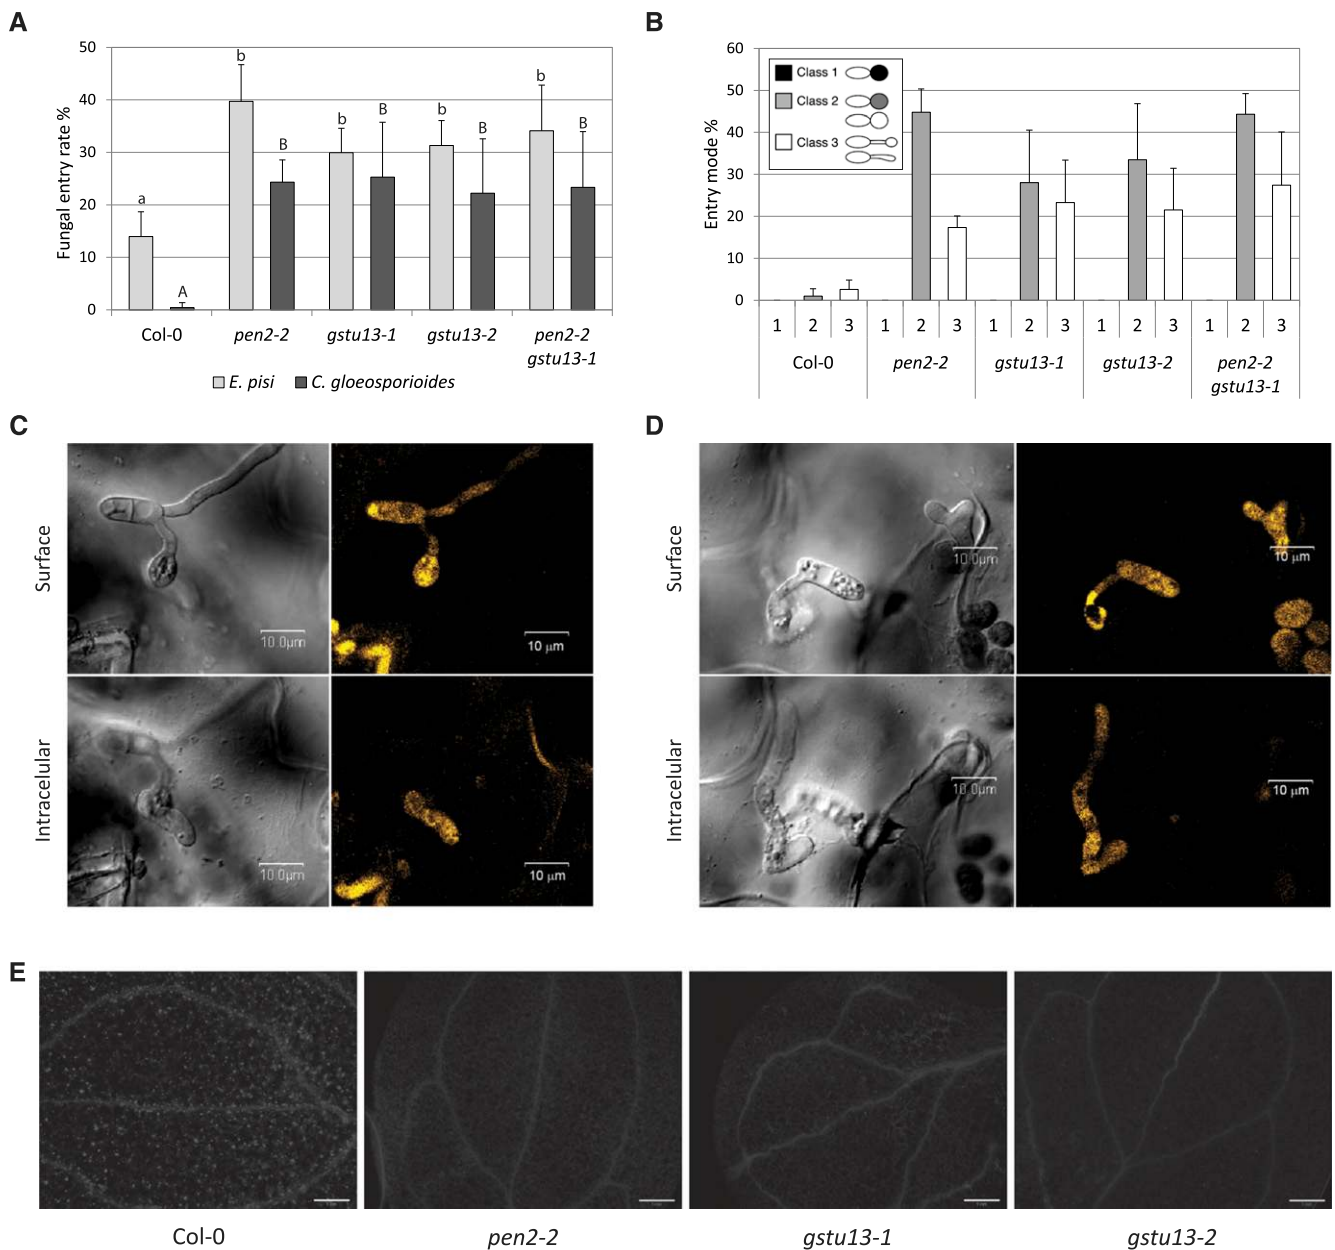 A
50
40
30
20
10
0
Fungal entry rate %
a
A
b
B
b
B
b
B
b
B
Col-0
pen2-2
gstu13-1
gstu13-2
pen2-2
gstu13-1
E. pisi
C. gloeosporioides
B
60
50
40
30
20
10
0
Entry mode %
Class 1
Class 2
Class 3
1 2 3 1 2 3 1 2 3 1 2 3 1 2 3
Col-0
pen2-2
gstu13-1
gstu13-2
pen2-2
gstu13-1
C
Surface
10.0µm
10 µm
Intracelular
10.0µm
10 µm
D
Surface
10.0µm
10 µm
Intracelular
10.0µm
10 µm
E
Col-0
pen2-2
gstu13-1
gstu13-2